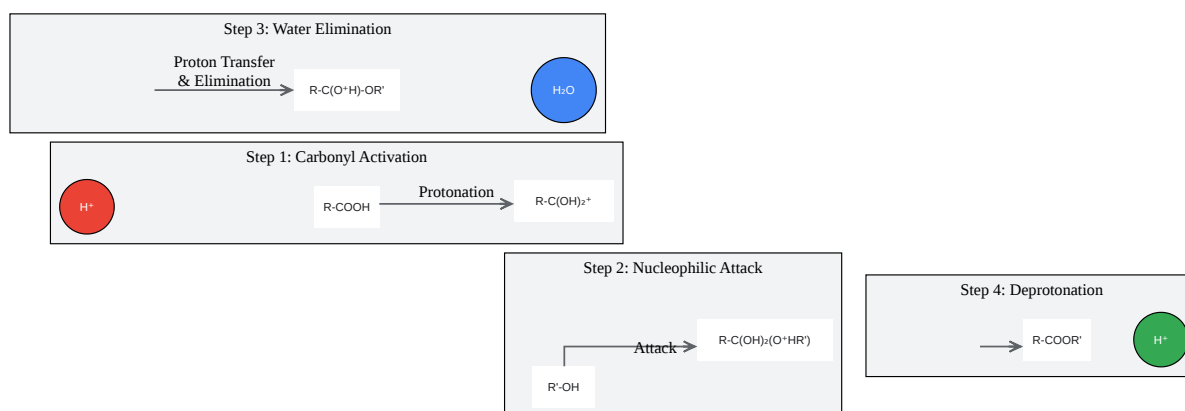 Step 3: Water Elimination
Proton Transfer
& Elimination
R-C(O⁺H)-OR'
H₂O
Step 1: Carbonyl Activation
H⁺
R-COOH
Protonation
R-C(OH)₂⁺
Step 2: Nucleophilic Attack
Attack
R-C(OH)₂(O⁺HR')
R'-OH
Step 4: Deprotonation
R-COOR'
H⁺